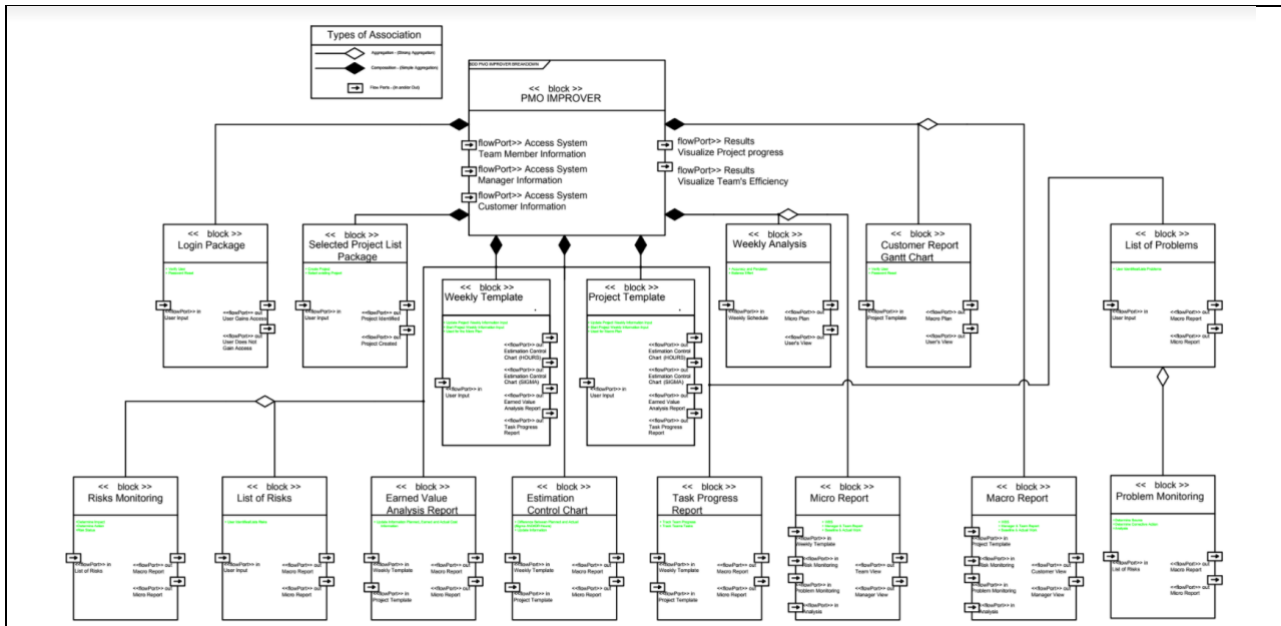 Types of Association
Aggregation - (Strong Aggregation)
Composition - (Simple Aggregation)
Flow Ports - (in and/or Out)
BDD PMO IMPROVER BREAKDOWN
<< block >>
PMO IMPROVER
flowPort>> Access System
Team Member Information
flowPort>> Access System
Manager Information
flowPort>> Access System
Customer Information
flowPort>> Results
Visualize Project progress
flowPort>> Results
Visualize Team's Efficiency
<< block >>
Login Package
<<flowPort>> in
User Input
<<flowPort>> out
User Gains Access
<<flowPort>> out
User Does Not
Gain Access
<< block >>
Selected Project List
Package
<<flowPort>> in
User Input
<<flowPort>> out
Project Identified
<<flowPort>> out
Project Created
<< block >>
Weekly Template
<<flowPort>> in
User Input
<<flowPort>> out
Estimation Control
Chart (HOURS)
<<flowPort>> out
Estimation Control
Chart (SIGMA)
<<flowPort>> out
Earned Value
Analysis Report
<<flowPort>> out
Task Progress
Report
<< block >>
Project Template
<<flowPort>> in
User Input
<<flowPort>> out
Estimation Control
Chart (HOURS)
<<flowPort>> out
Estimation Control
Chart (SIGMA)
<<flowPort>> out
Earned Value
Analysis Report
<<flowPort>> out
Task Progress
Report
<< block >>
Weekly Analysis
<<flowPort>> in
Weekly Schedule
<<flowPort>> out
Micro Plan
<<flowPort>> out
User's View
<< block >>
Customer Report
Gantt Chart
<<flowPort>> in
Project Template
<<flowPort>> out
Micro Plan
<<flowPort>> out
User's View
<< block >>
List of Problems
<<flowPort>> in
User Input
<<flowPort>> out
Macro Report
<<flowPort>> out
Micro Report
<< block >>
Risks Monitoring
<<flowPort>> in
List of Risks
<<flowPort>> out
Macro Report
<<flowPort>> out
Micro Report
<< block >>
List of Risks
<<flowPort>> in
User Input
<<flowPort>> out
Macro Report
<<flowPort>> out
Micro Report
<< block >>
Earned Value
Analysis Report
<<flowPort>> in
Weekly Template
<<flowPort>> in
Project Template
<<flowPort>> out
Macro Report
<<flowPort>> out
Micro Report
<< block >>
Estimation
Control Chart
<<flowPort>> in
Weekly Template
<<flowPort>> in
Project Template
<<flowPort>> out
Macro Report
<<flowPort>> out
Micro Report
<< block >>
Task Progress
Report
<<flowPort>> in
Weekly Template
<<flowPort>> in
Project Template
<<flowPort>> out
Macro Report
<<flowPort>> out
Micro Report
<< block >>
Micro Report
<<flowPort>> in
Weekly Template
<<flowPort>> in
Risk Monitoring
<<flowPort>> in
Problem Monitoring
<<flowPort>> in
Analysis
<<flowPort>> out
Team View
<<flowPort>> out
Manager View
<< block >>
Macro Report
<<flowPort>> in
Project Template
<<flowPort>> in
Risk Monitoring
<<flowPort>> in
Problem Monitoring
<<flowPort>> in
Analysis
<<flowPort>> out
Customer View
<<flowPort>> out
Manager View
<< block >>
Problem Monitoring
<<flowPort>> in
List of Risks
<<flowPort>> out
Macro Report
<<flowPort>> out
Micro Report